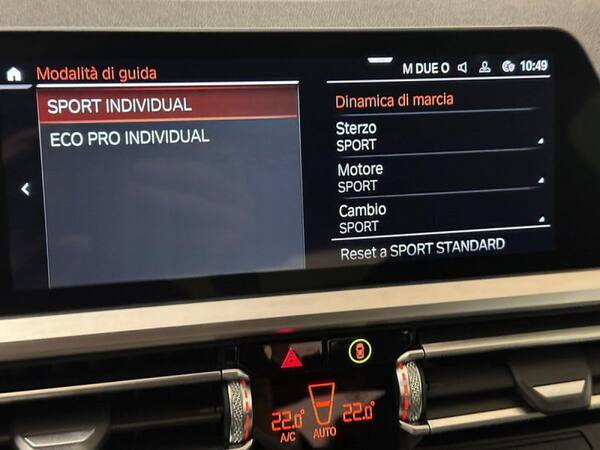 Modalità di guida
M DUE O
10:49
SPORT INDIVIDUAL
ECO PRO INDIVIDUAL
Dinamica di marcia
Sterzo
SPORT
Motore
SPORT
Cambio
SPORT
Reset a SPORT STANDARD
22.0°
22.0°
A/C
AUTO